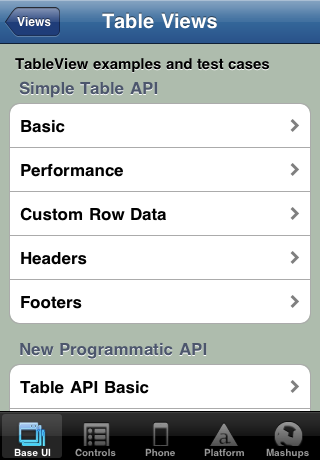 Views
Table Views
TableView examples and test cases
Simple Table API
Basic
Performance
Custom Row Data
Headers
Footers
New Programmatic API
Table API Basic
Base UI
Controls
Phone
Platform
Mashups